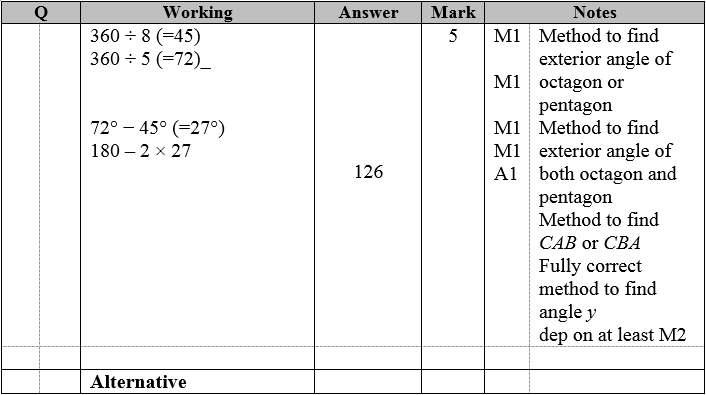 Q Working Answer Mark Notes
360 ÷ 8 (=45) 5 M1 Method to find
360 ÷ 5 (=72)_ exterior angle of
M1 octagon or
pentagon
72° − 45° (=27°) M1 Method to find
180 – 2 × 27 M1 exterior angle of
126 A1 both octagon and
pentagon
Method to find
CAB or CBA
Fully correct
method to find
angle y
dep on at least M2
Alternative